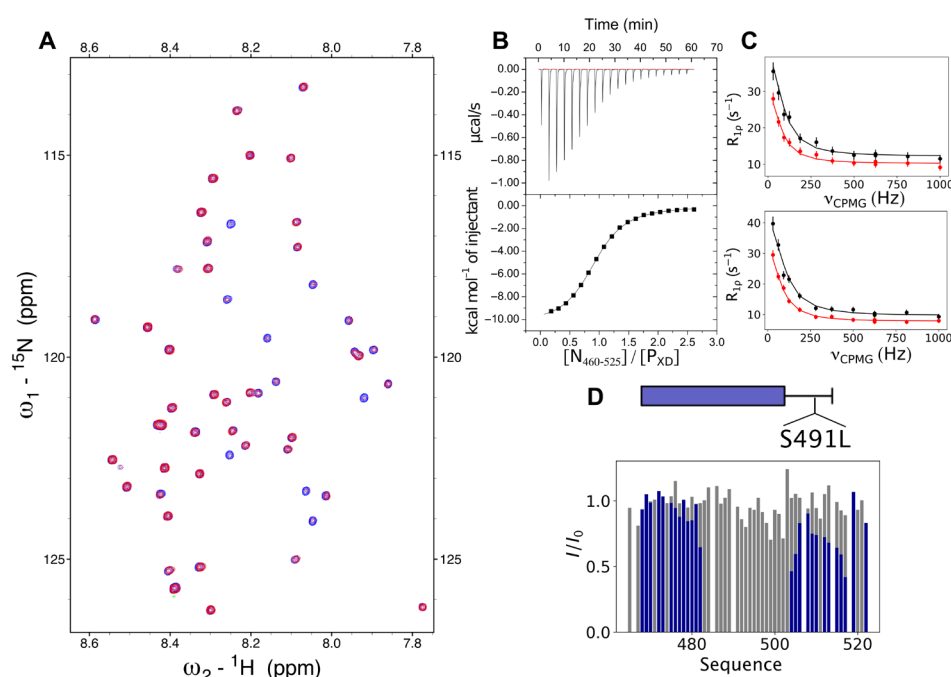 A
8.6 8.4 8.2 8.0 7.8
115
120
125
ω₁ - ¹⁵N (ppm)
115
120
125
8.6 8.4 8.2 8.0 7.8
ω₂ - ¹H (ppm)
B
Time (min)
0 10 20 30 40 50 60 70
0.00
-0.20
-0.40
-0.60
-0.80
-1.00
μcal/s
0.00
-2.00
-4.00
-6.00
-8.00
-10.00
kcal mol⁻¹ of injectant
0.0 0.5 1.0 1.5 2.0 2.5 3.0
[N₄₆₀₋₅₂₅] / [P_XD]
C
30
20
10
R₁ρ (s⁻¹)
0 250 500 750 1000
ν_CPMG (Hz)
40
30
20
10
R₁ρ (s⁻¹)
0 250 500 750 1000
ν_CPMG (Hz)
D
S491L
1.0
0.5
0.0
I/I₀
480 500 520
Sequence